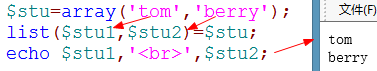 $stu=array('tom','berry');
list($stu1,$stu2)=$stu;
echo $stu1,'<br>',$stu2;
文件(F)
tom
berry